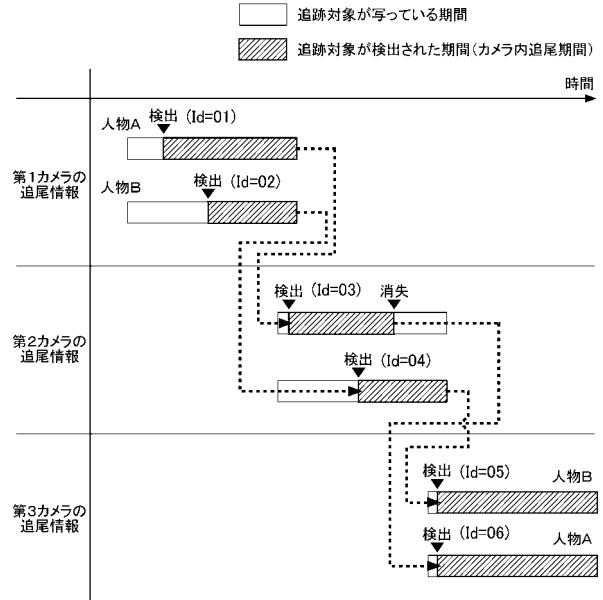 追跡対象が写っている期間
追跡対象が検出された期間(カメラ内追尾期間)
時間
人物A
検出 (Id=01)
第1カメラの
追尾情報
人物B
検出 (Id=02)
検出 (Id=03)
消失
第2カメラの
追尾情報
検出 (Id=04)
検出 (Id=05)
人物B
第3カメラの
追尾情報
検出 (Id=06)
人物A